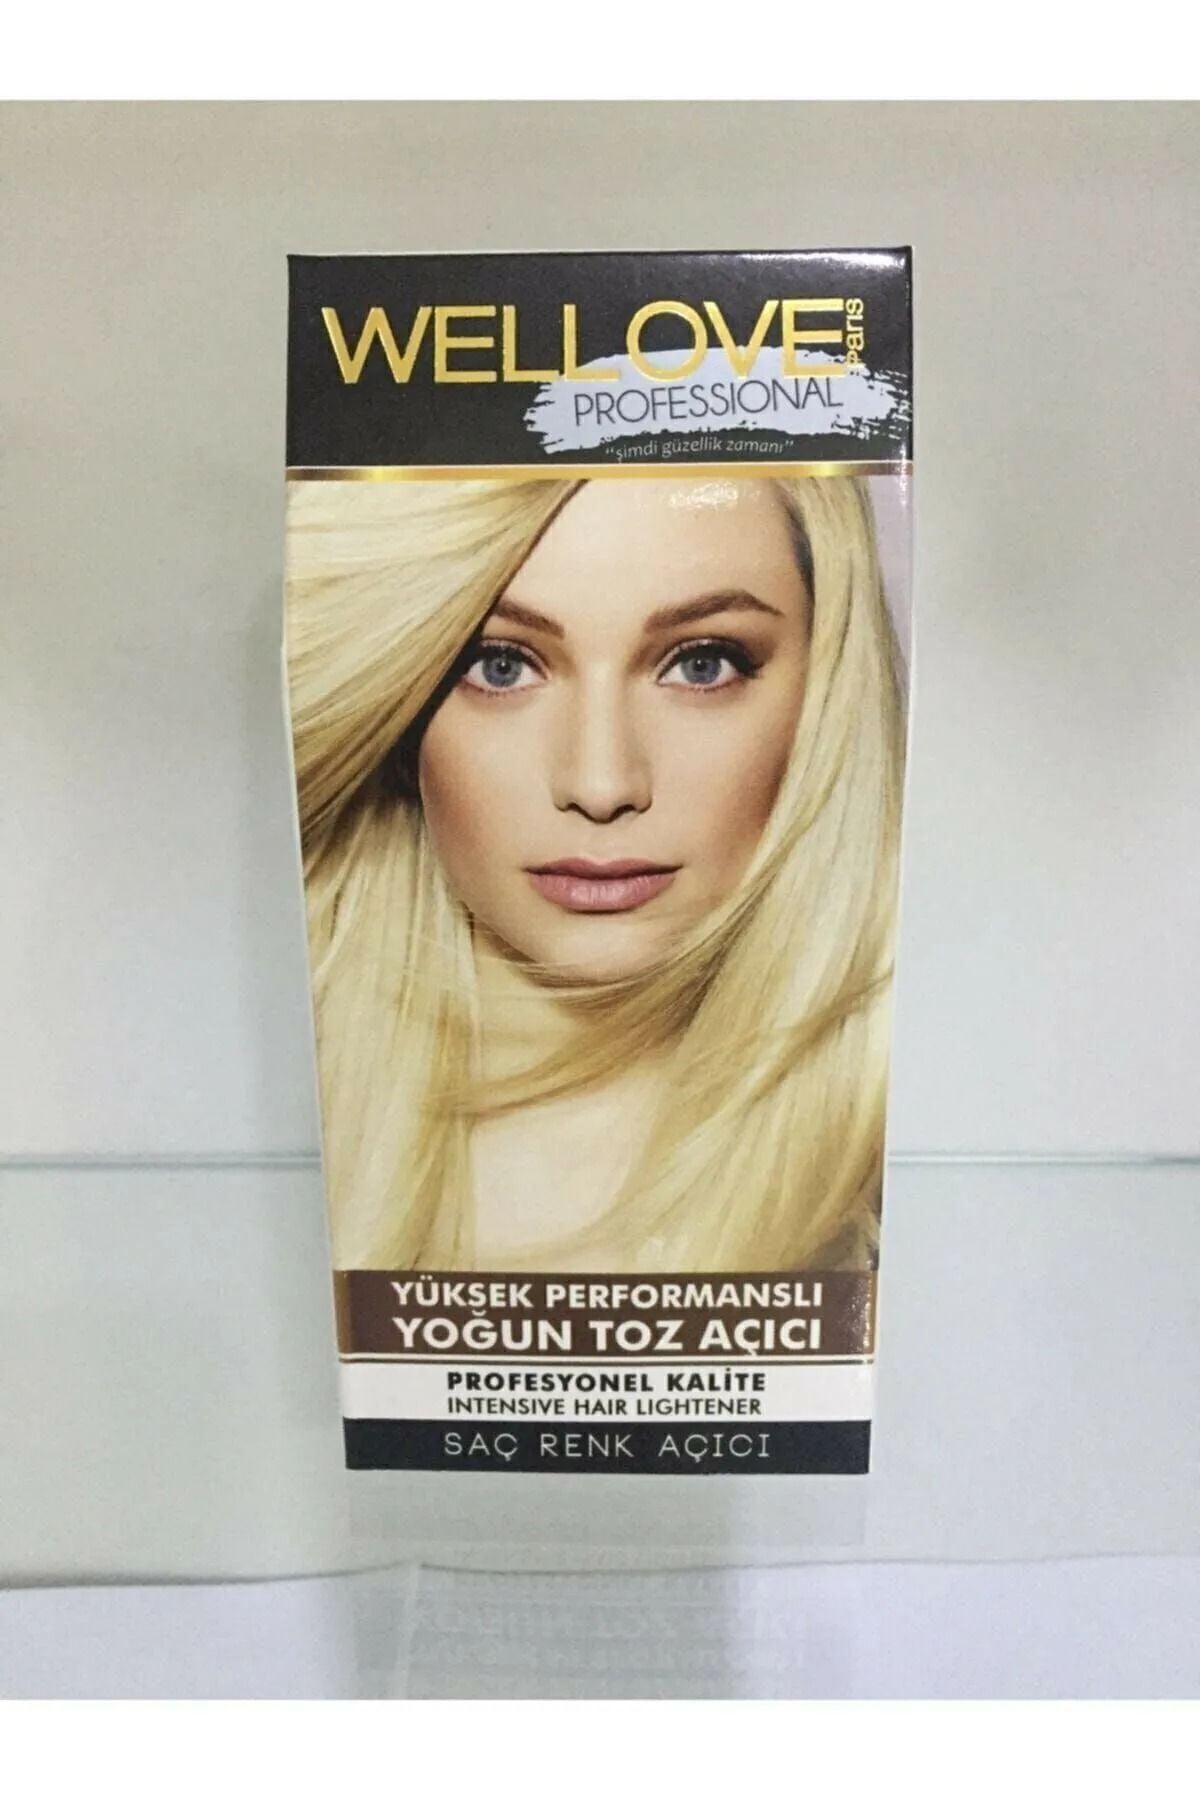 WELLOVE Paris
PROFESSIONAL
"şimdi güzellik zamanı"
YÜKSEK PERFORMANSLI
YOĞUN TOZ AÇICI
PROFESYONEL KALİTE
INTENSIVE HAIR LIGHTENER
SAÇ RENK AÇICI